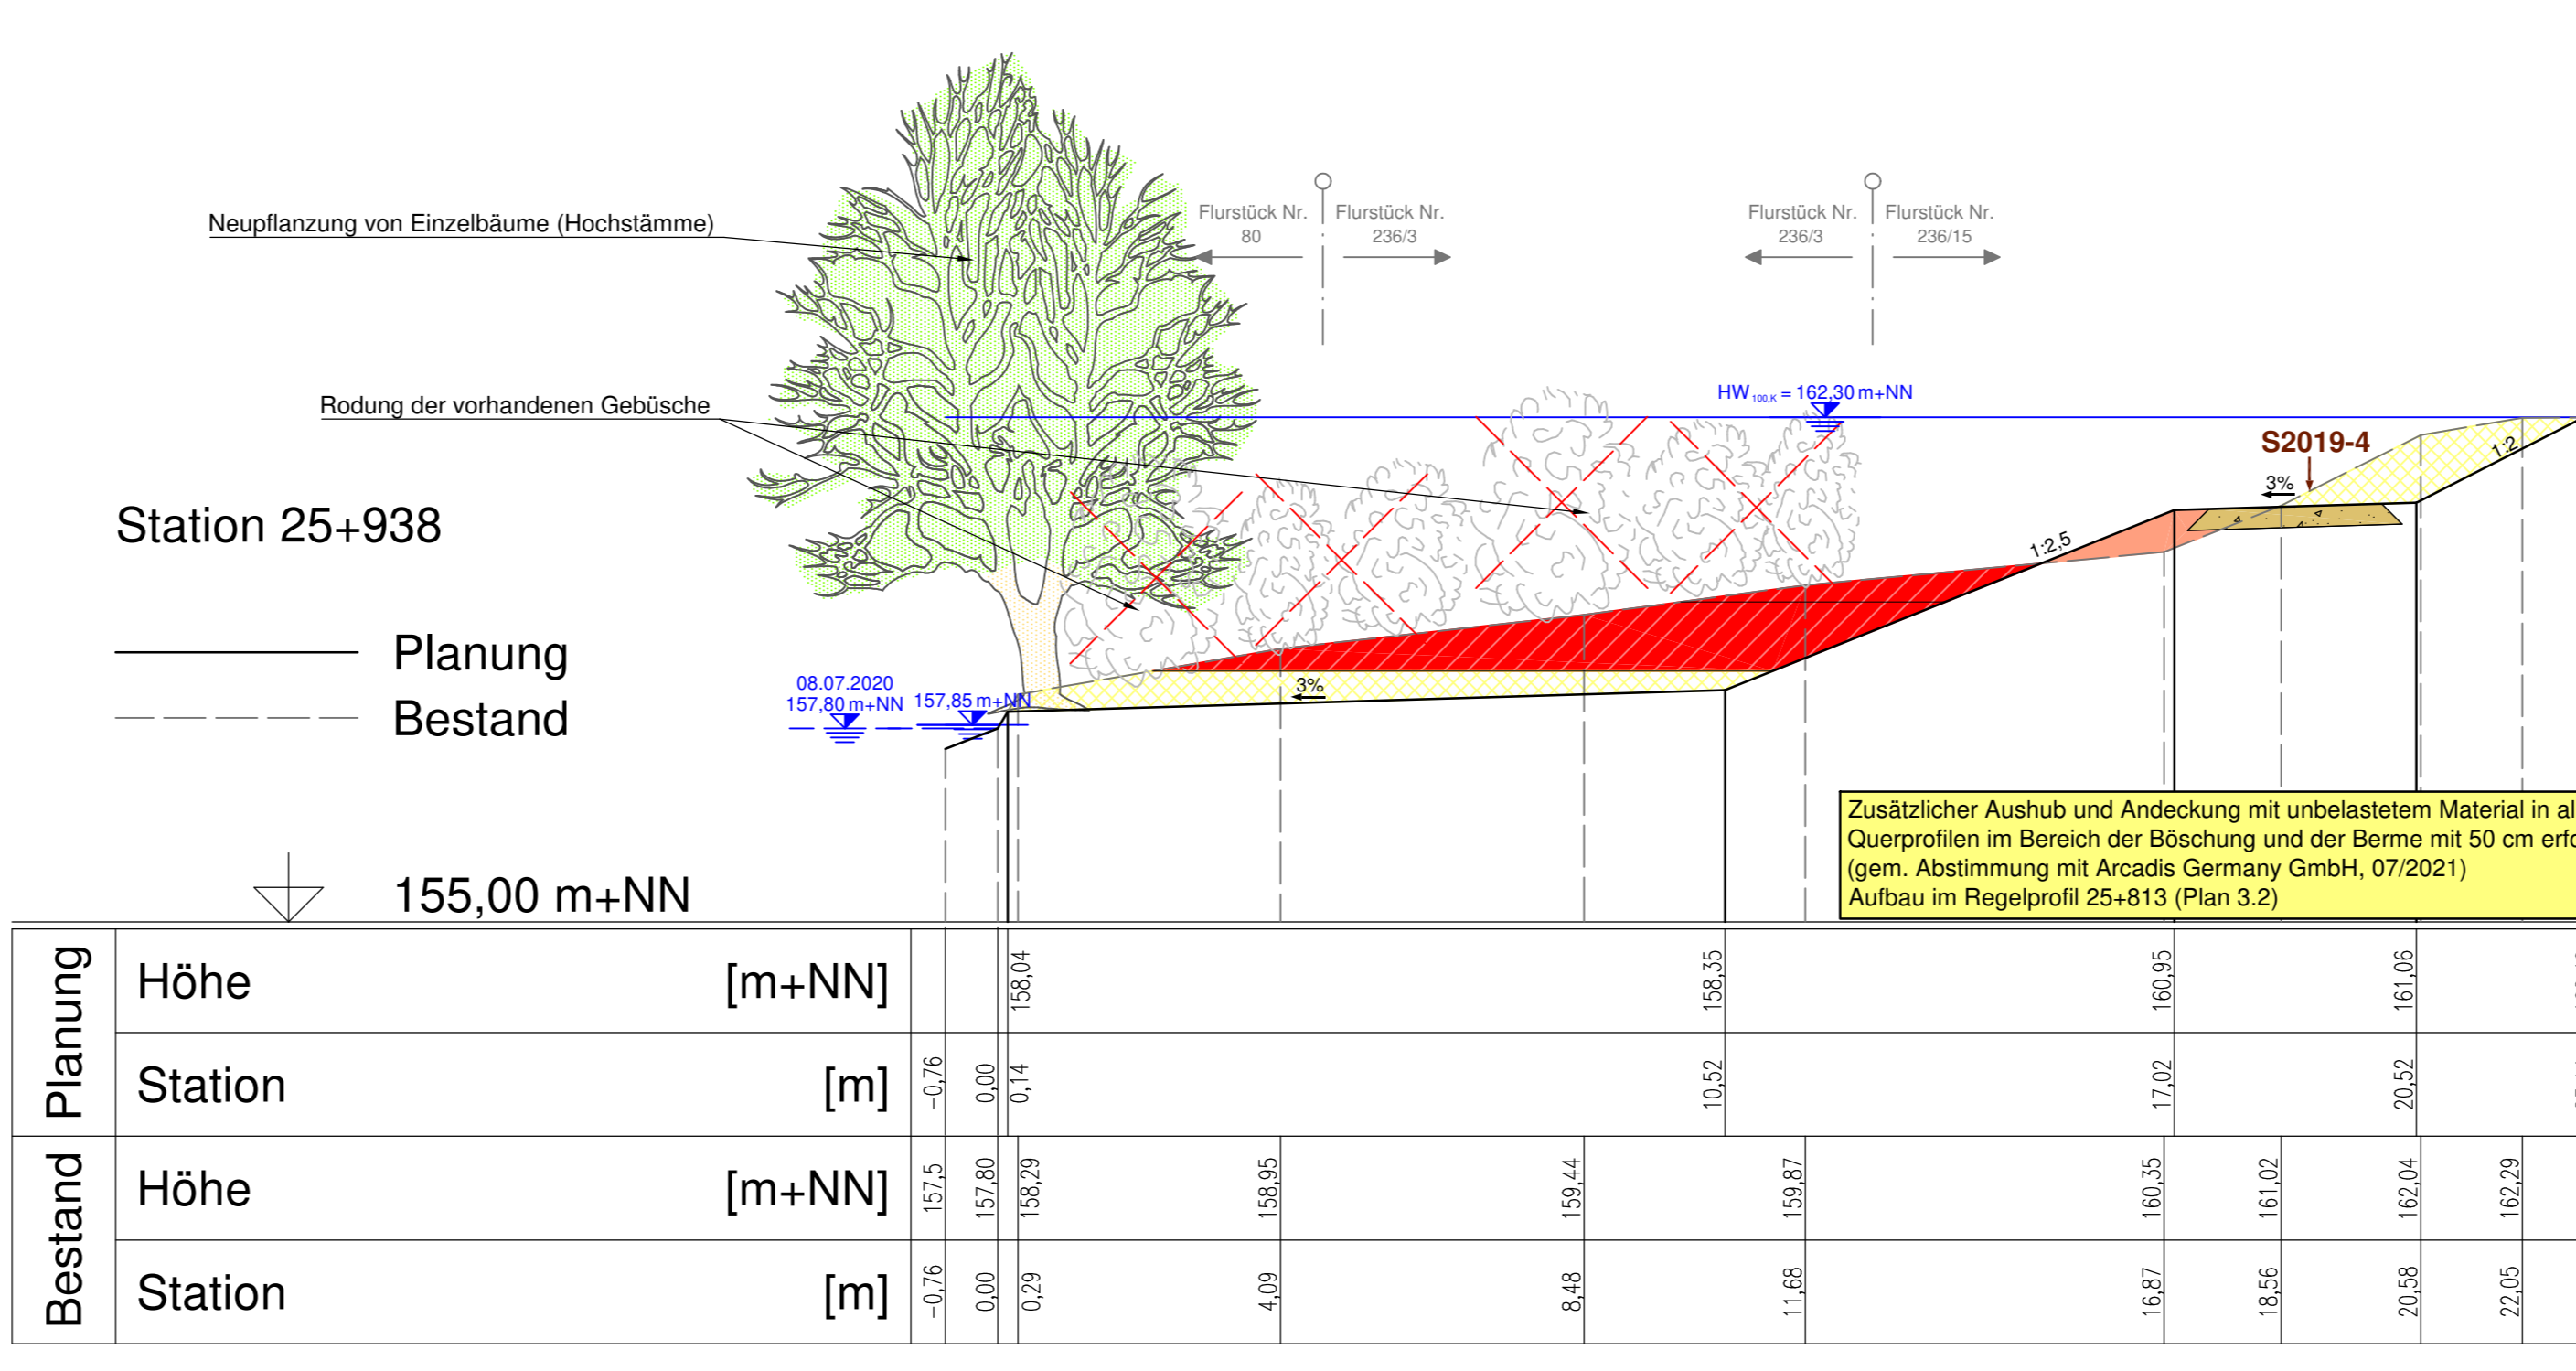 Neupflanzung von Einzelbäume (Hochstämme)
Flurstück Nr.
80
Flurstück Nr.
236/3
Flurstück Nr.
236/3
Flurstück Nr.
236/15
Rodung der vorhandenen Gebüsche
HW100,K = 162,30 m+NN
S2019-4
1:2
3%
1:2,5
Station 25+938
Planung
Bestand
08.07.2020
157,80 m+NN
157,85 m+NN
3%
Zusätzlicher Aushub und Andeckung mit unbelastetem Material in al
Querprofilen im Bereich der Böschung und der Berme mit 50 cm erfo
(gem. Abstimmung mit Arcadis Germany GmbH, 07/2021)
Aufbau im Regelprofil 25+813 (Plan 3.2)
155,00 m+NN
Planung
Höhe [m+NN] 158,04 158,35 160,95 161,06
Station [m] -0,76 0,00 0,14 10,52 17,02 20,52
Bestand
Höhe [m+NN] 157,5 157,80 158,29 158,95 159,44 159,87 160,35 161,02 162,04 162,29
Station [m] -0,76 0,00 0,29 4,09 8,48 11,68 16,87 18,56 20,58 22,05